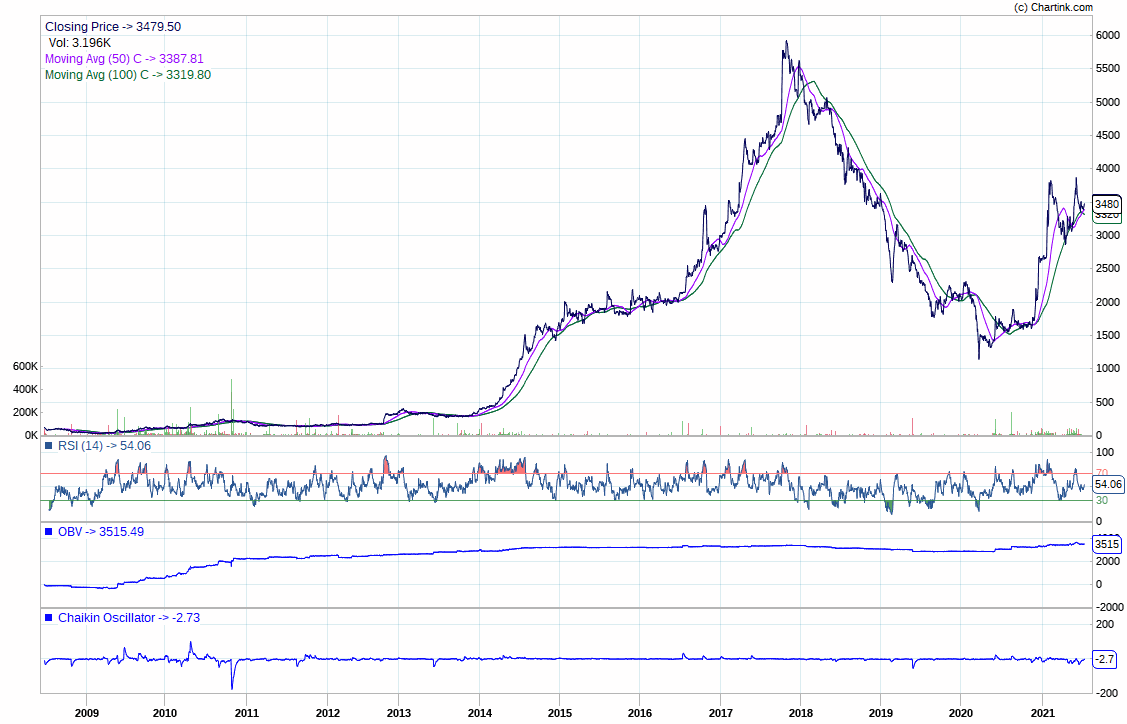 (c) Chartink.com
Closing Price -> 3479.50
Vol: 3.196K
Moving Avg (50) C -> 3387.81
Moving Avg (100) C -> 3319.80
6000
5500
5000
4500
4000
3480
3320
3000
2500
2000
1500
1000
500
0
600K
400K
200K
0K
RSI (14) -> 54.06
100
70
54.06
30
0
OBV -> 3515.49
3515
2000
0
-2000
Chaikin Oscillator -> -2.73
200
-2.7
-200
2009 2010 2011 2012 2013 2014 2015 2016 2017 2018 2019 2020 2021